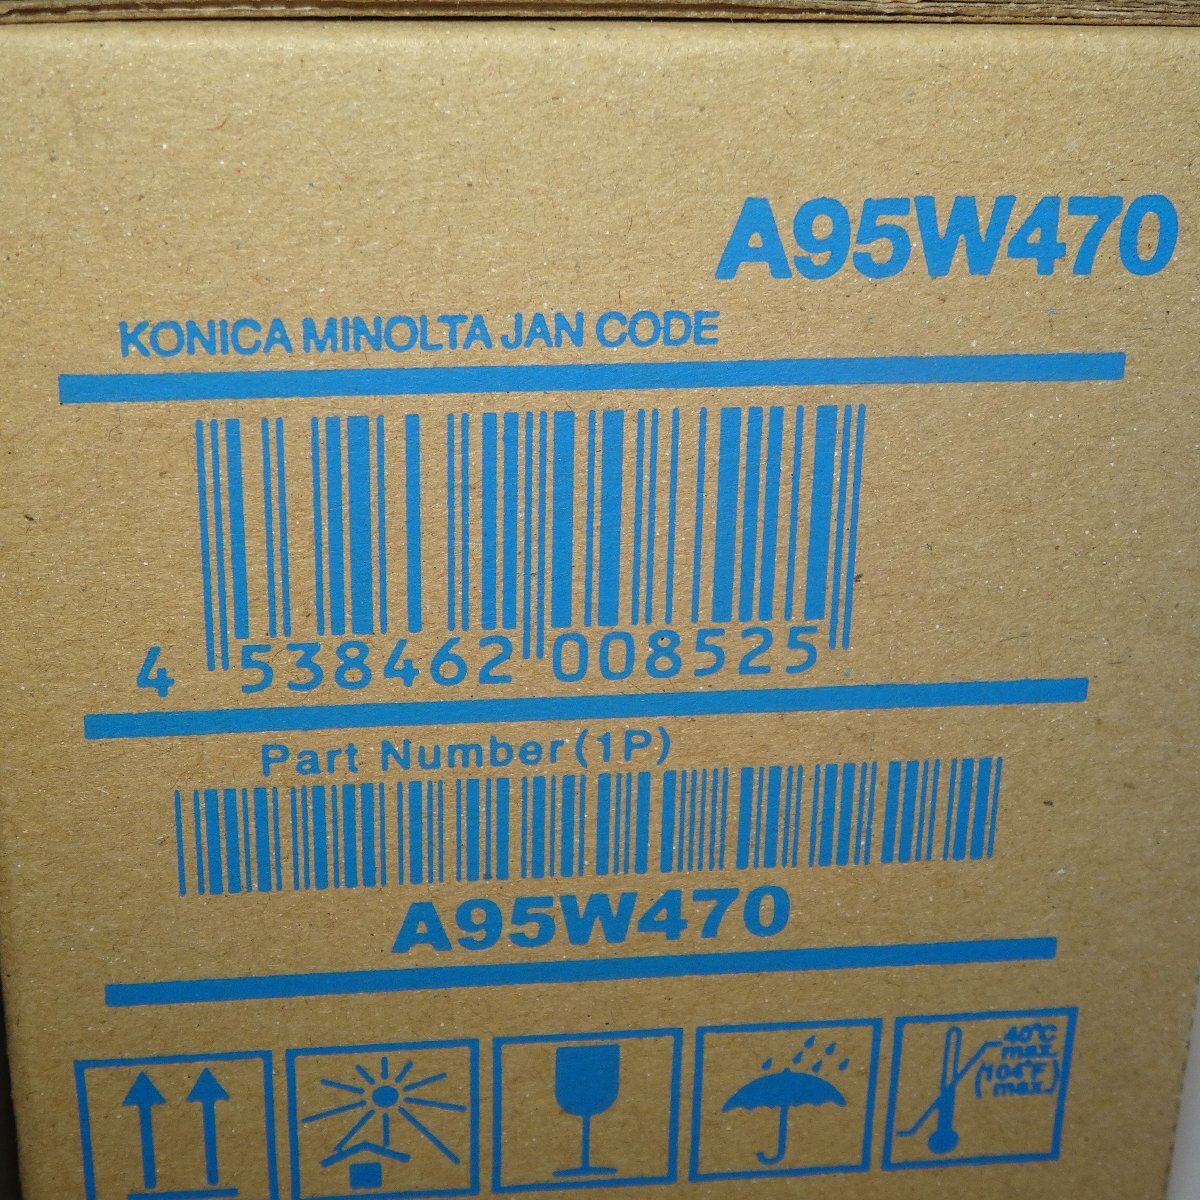 A95W470
KONICA MINOLTA JAN CODE
4 538462 008525
Part Number (1P)
A95W470
40°C
max.
(104°F
max.)